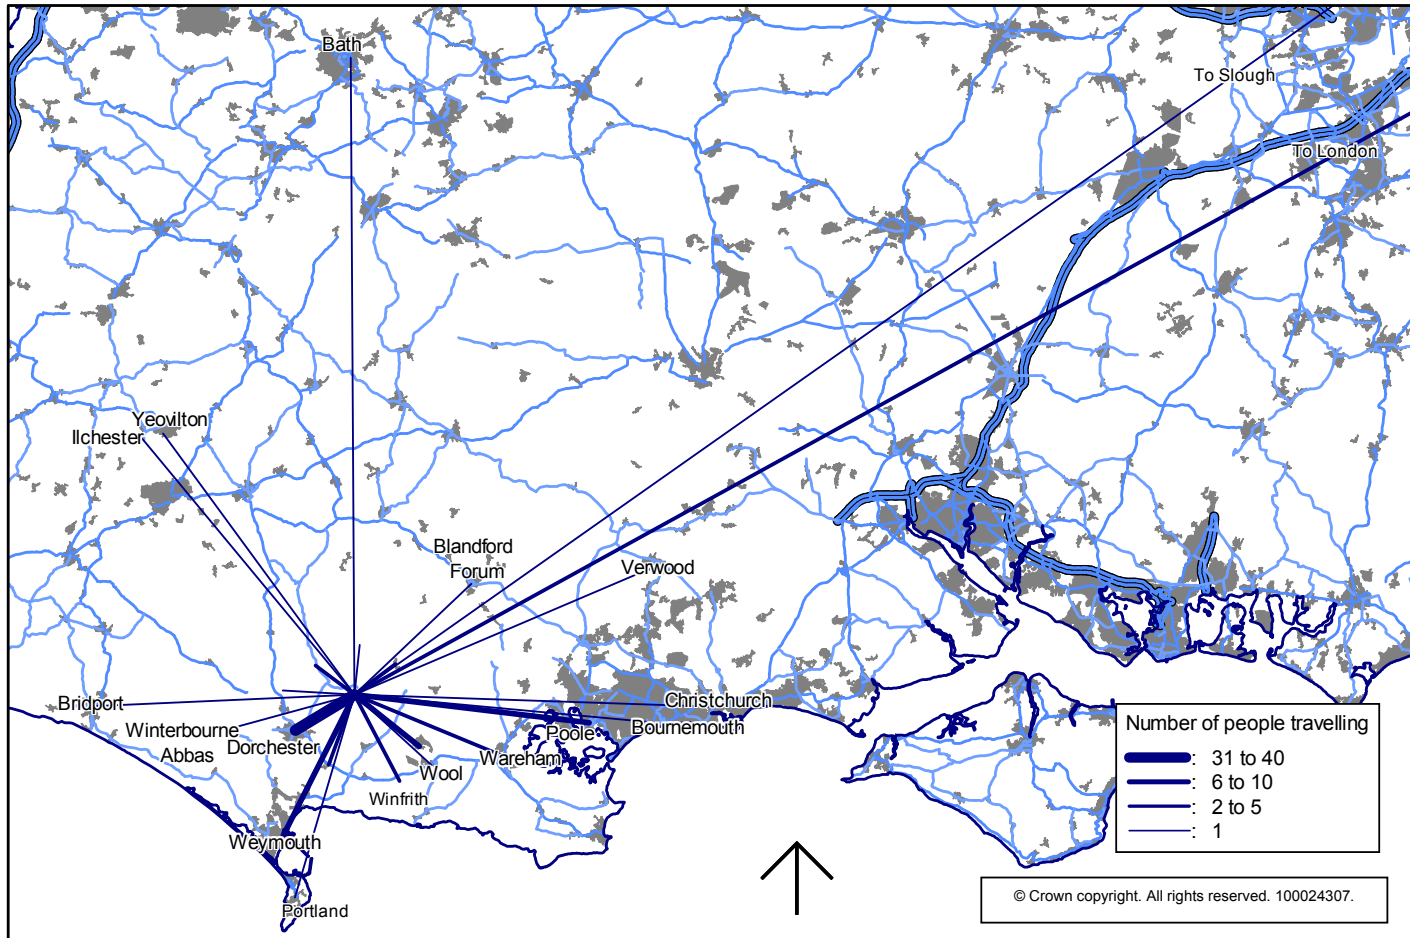 Bath
To Slough
To London
Yeovilton
Ilchester
Blandford
Forum
Verwood
Bridport
Winterbourne
Abbas
Dorchester
Christchurch
Bournemouth
Poole
Wareham
Wool
Winfrith
Weymouth
Portland
Number of people travelling
: 31 to 40
: 6 to 10
: 2 to 5
: 1
© Crown copyright. All rights reserved. 100024307.